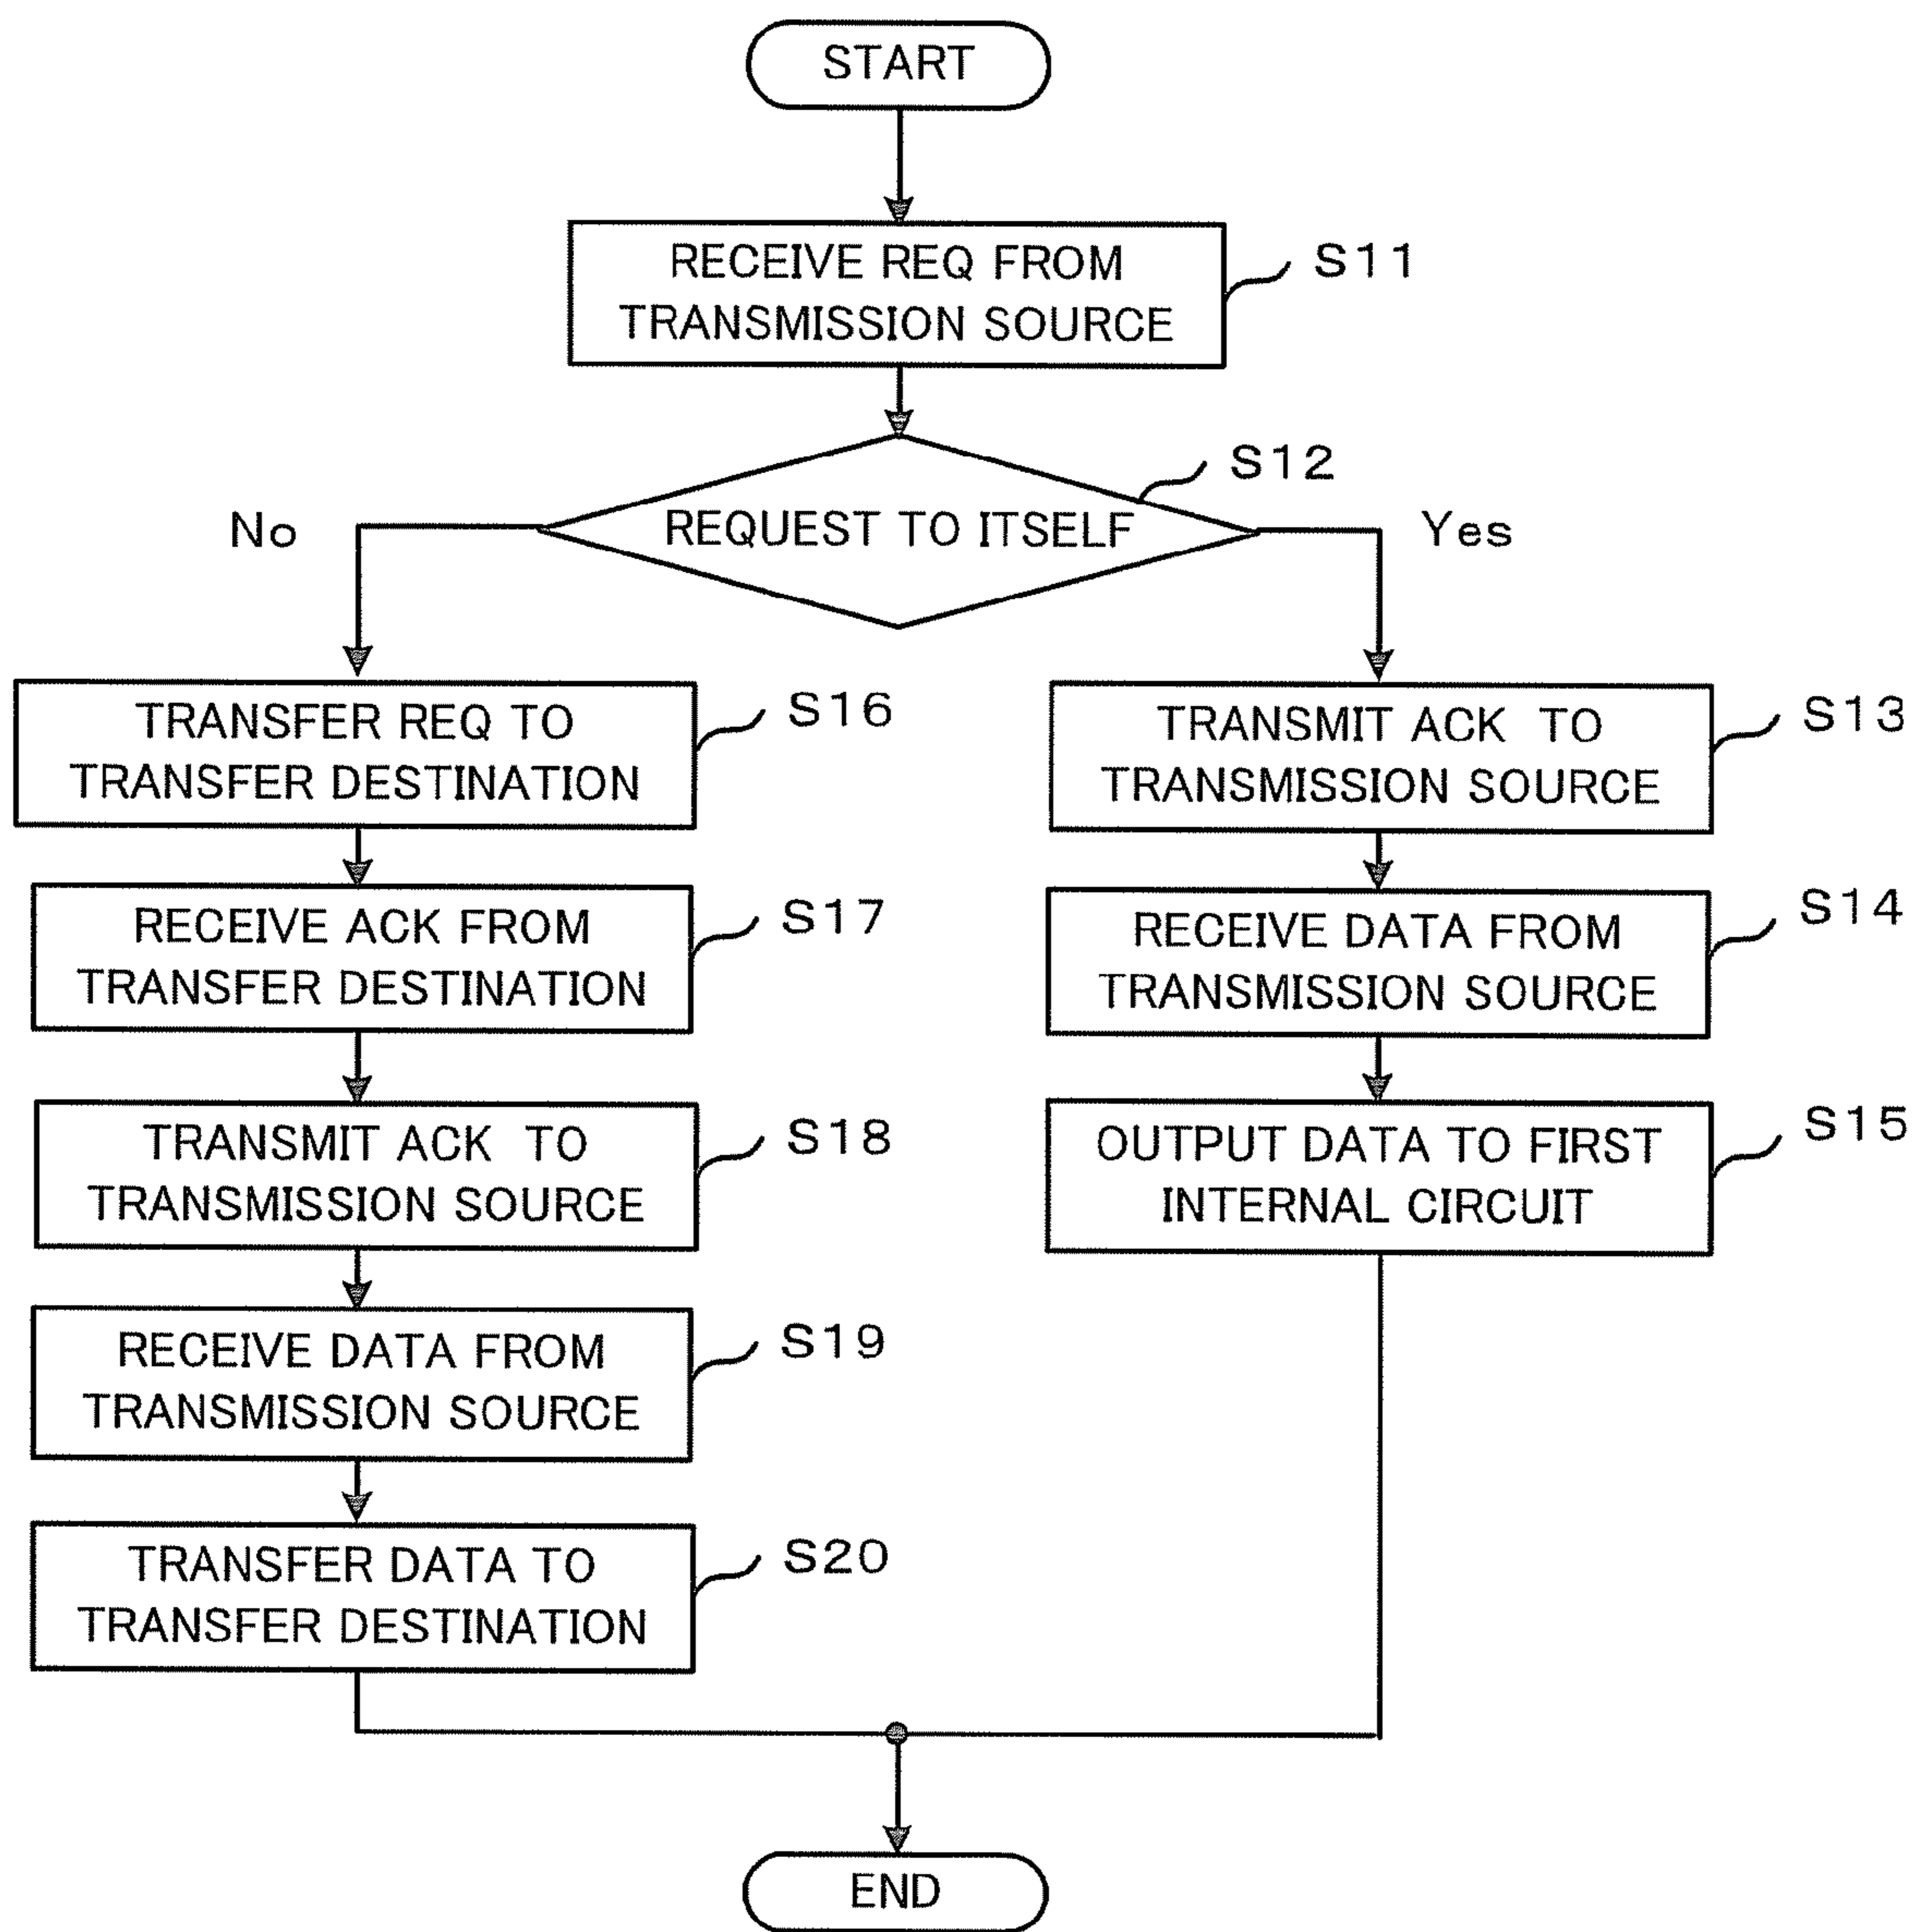 START
RECEIVE REQ FROM
TRANSMISSION SOURCE
S11
S12
REQUEST TO ITSELF
No
Yes
TRANSFER REQ TO
TRANSFER DESTINATION
S16
RECEIVE ACK FROM
TRANSFER DESTINATION
S17
TRANSMIT ACK TO
TRANSMISSION SOURCE
S18
RECEIVE DATA FROM
TRANSMISSION SOURCE
S19
TRANSFER DATA TO
TRANSFER DESTINATION
S20
TRANSMIT ACK TO
TRANSMISSION SOURCE
S13
RECEIVE DATA FROM
TRANSMISSION SOURCE
S14
OUTPUT DATA TO FIRST
INTERNAL CIRCUIT
S15
END